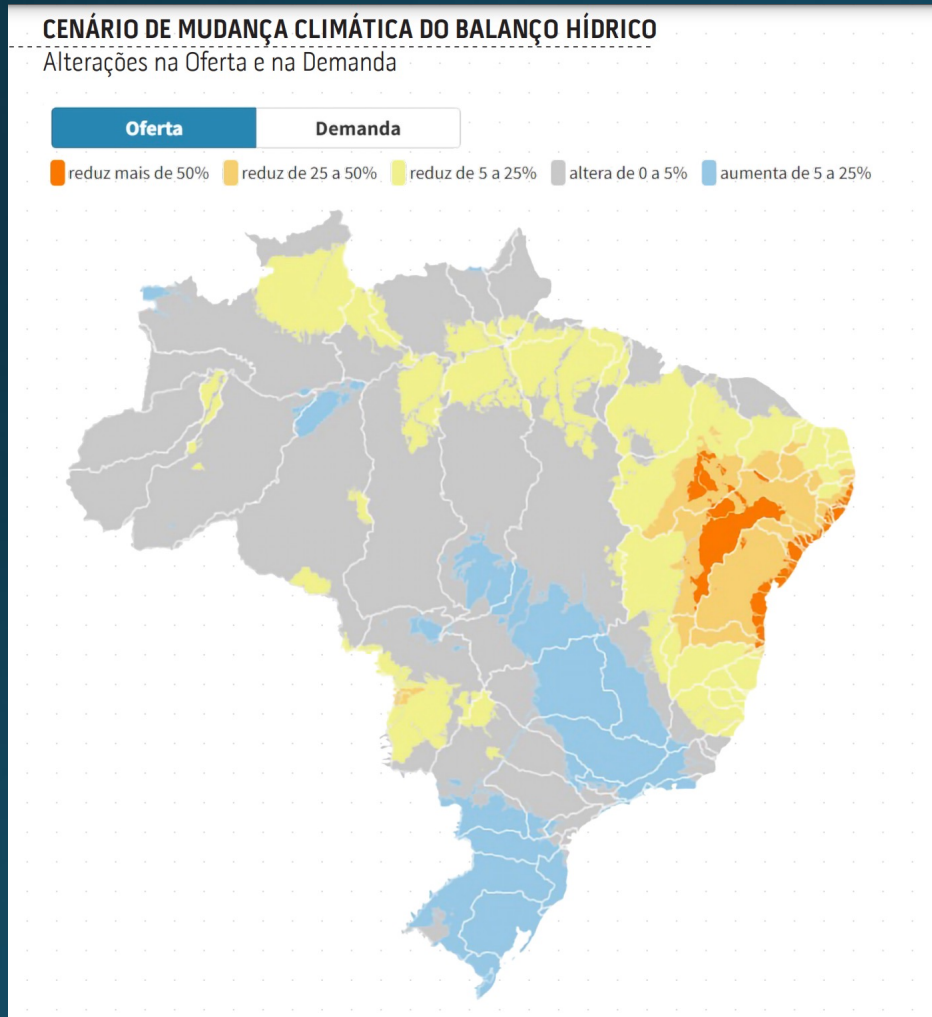 CENÁRIO DE MUDANÇA CLIMÁTICA DO BALANÇO HÍDRICO
Alterações na Oferta e na Demanda
Oferta Demanda
reduz mais de 50% reduz de 25 a 50% reduz de 5 a 25% altera de 0 a 5% aumenta de 5 a 25%